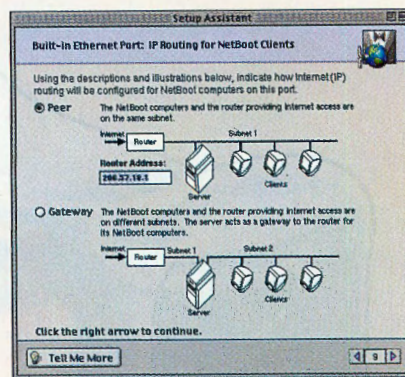 Setup Assistant
Built-in Ethernet Port: IP Routing for NetBoot Clients
Using the descriptions and illustrations below, indicate how Internet (IP)
routing will be configured for NetBoot computers on this port.
Peer
The NetBoot computers and the router providing Internet access are
on the same subnet.
Internet
Router
Subnet 1
Router Address:
206.37.18.1
Server
Clients
Gateway
The NetBoot computers and the router providing Internet access are
on different subnets. The server acts as a gateway to the router for
its NetBoot computers.
Internet
Router
Subnet 1
Subnet 2
Server
Clients
Click the right arrow to continue.
Tell Me More
9